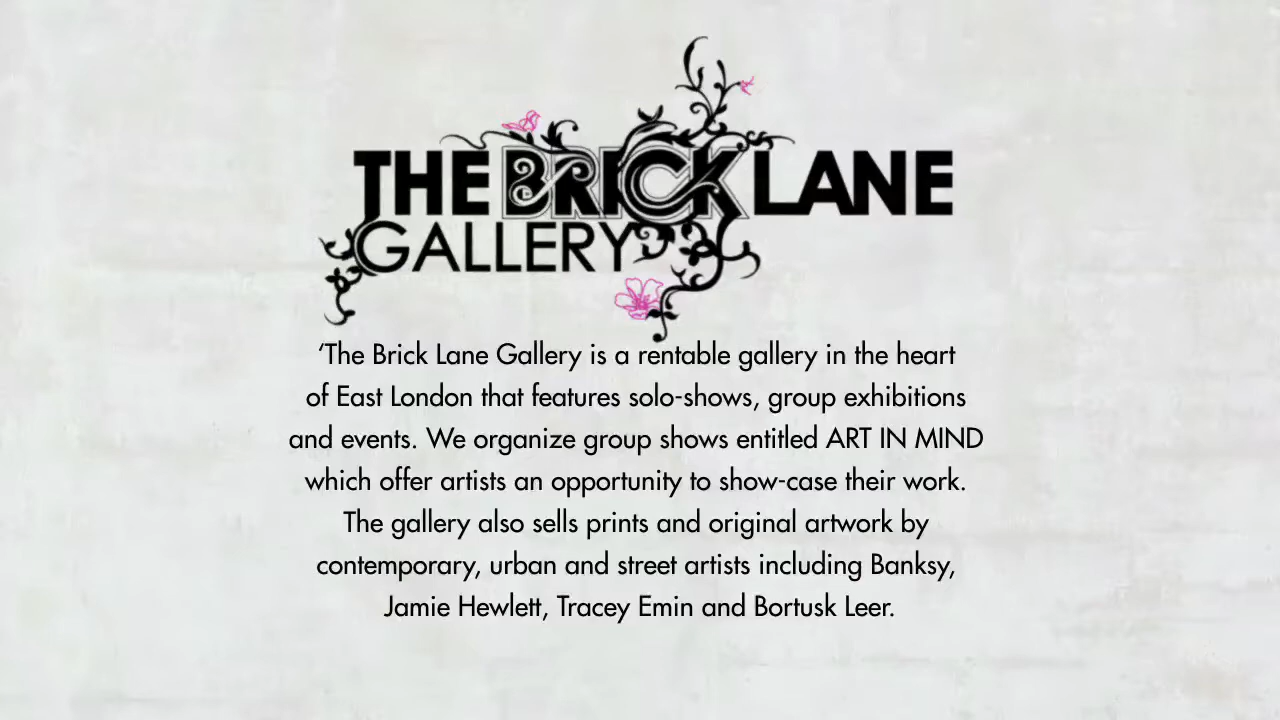 THE BRICK LANE
GALLERY
‘The Brick Lane Gallery is a rentable gallery in the heart
of East London that features solo-shows, group exhibitions
and events. We organize group shows entitled ART IN MIND
which offer artists an opportunity to show-case their work.
The gallery also sells prints and original artwork by
contemporary, urban and street artists including Banksy,
Jamie Hewlett, Tracey Emin and Bortusk Leer.